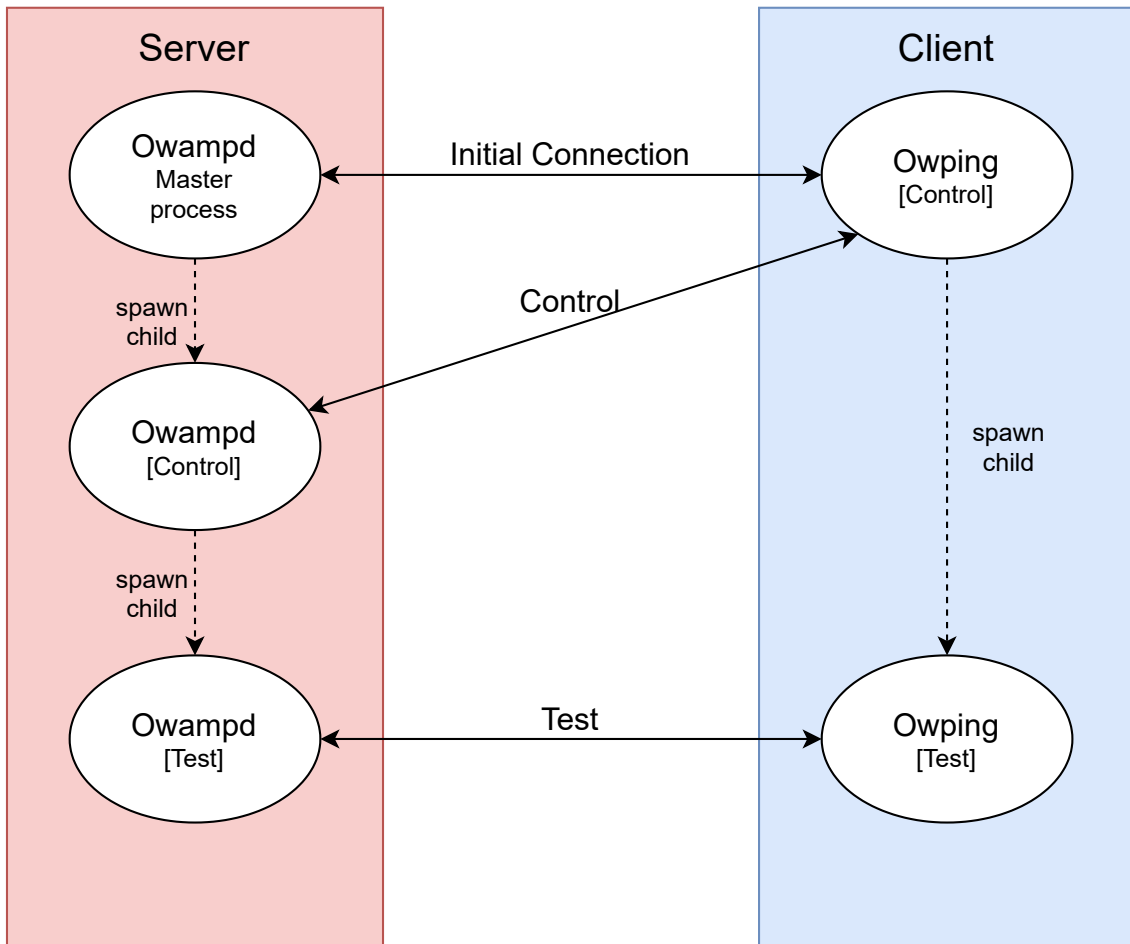 Server
Client
Owampd
Master
process
Initial Connection
Owping
[Control]
spawn
child
Control
Owampd
[Control]
spawn
child
spawn
child
Owampd
[Test]
Test
Owping
[Test]